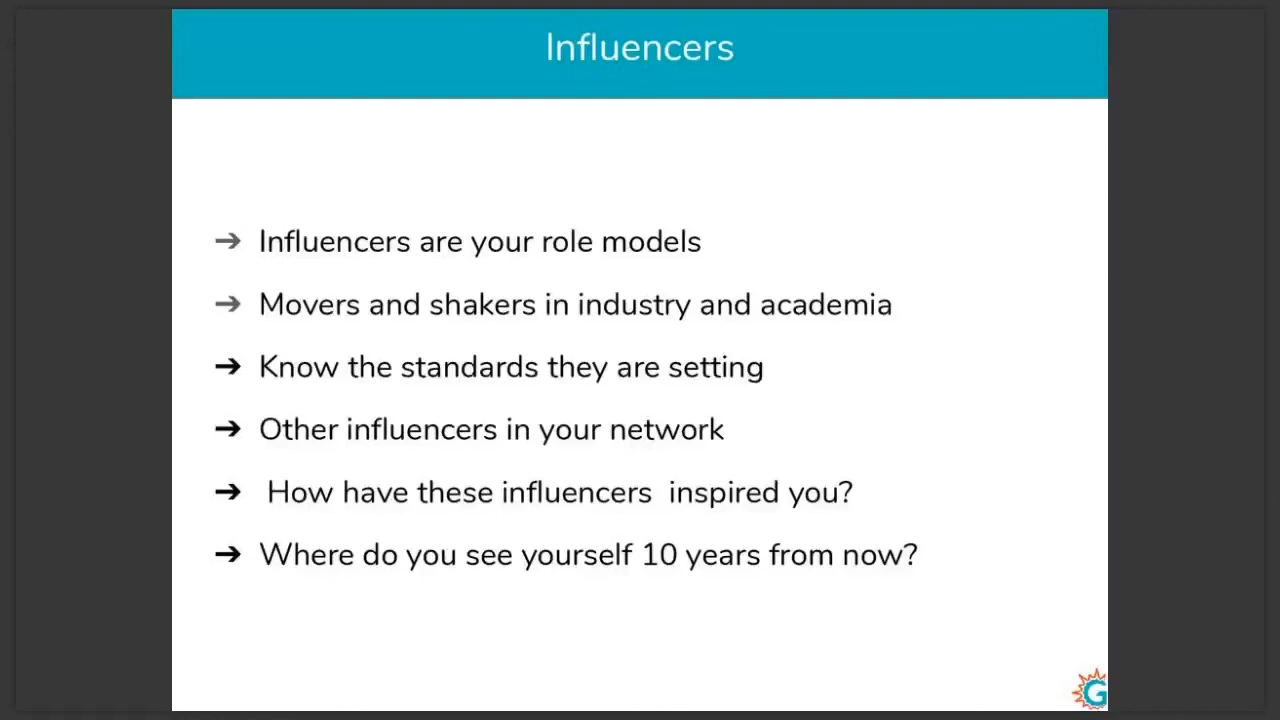 Influencers
➔ Influencers are your role models
➔ Movers and shakers in industry and academia
➔ Know the standards they are setting
➔ Other influencers in your network
➔ How have these influencers inspired you?
➔ Where do you see yourself 10 years from now?
G